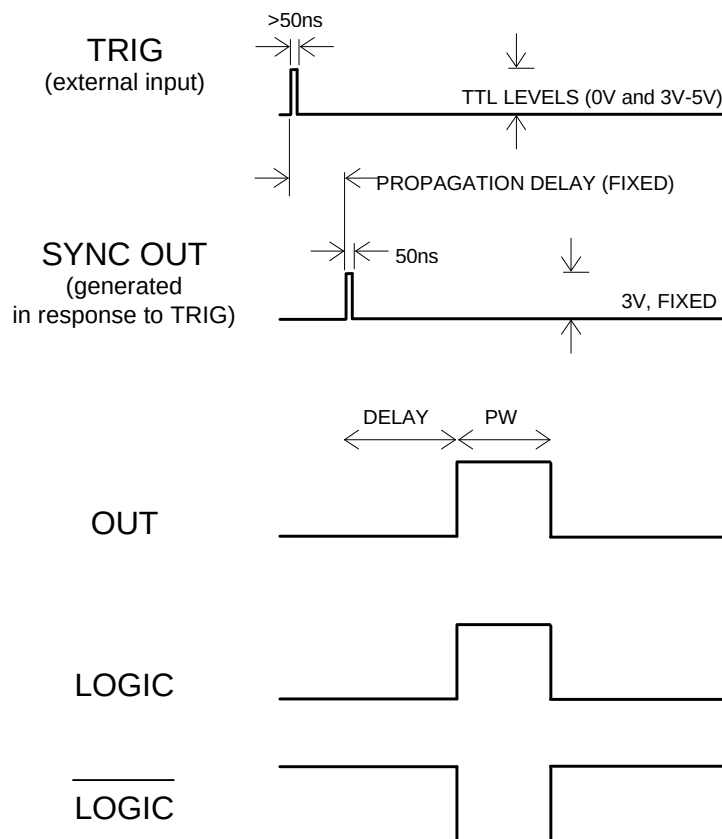 >50ns
TRIG
(external input)
TTL LEVELS (0V and 3V-5V)
PROPAGATION DELAY (FIXED)
SYNC OUT
(generated
in response to TRIG)
50ns
3V, FIXED
DELAY
PW
OUT
LOGIC
LOGIC